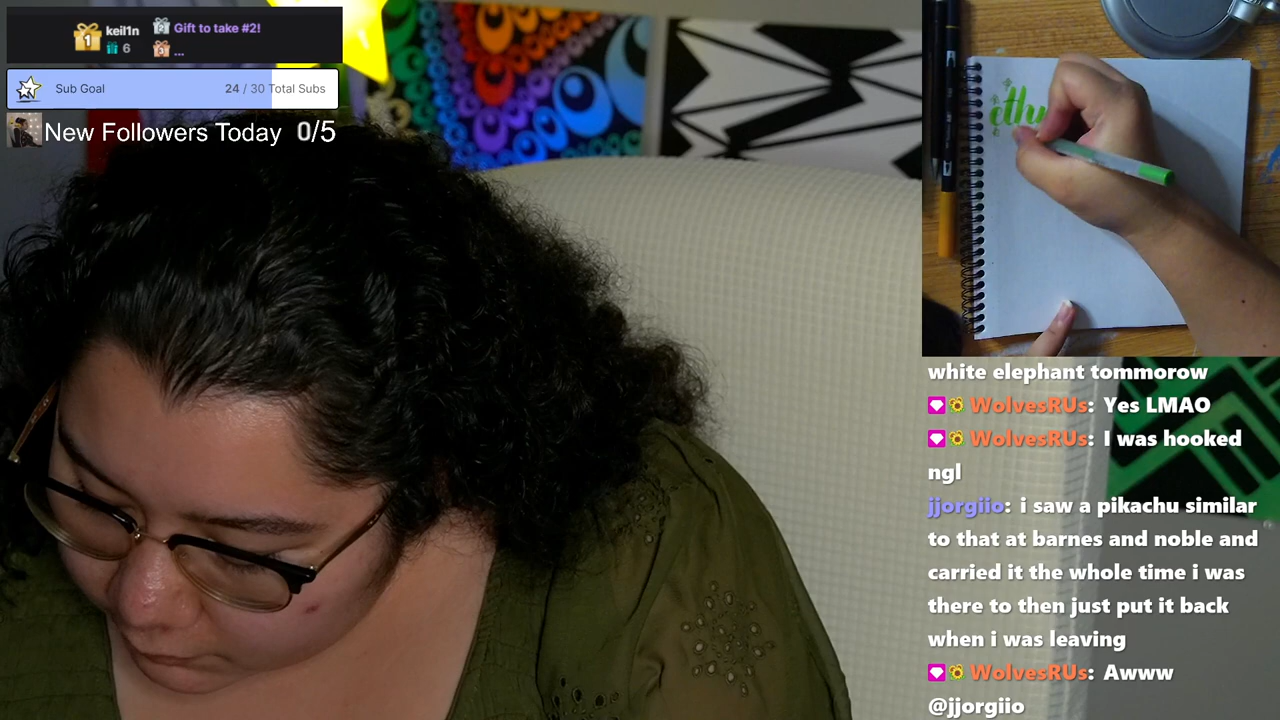 keil1n
6
Gift to take #2!
...
Sub Goal 24 / 30 Total Subs
New Followers Today 0/5
ethu
white elephant tommorow
WolvesRUs: Yes LMAO
WolvesRUs: I was hooked
ngl
jjorgiio: i saw a pikachu similar
to that at barnes and noble and
carried it the whole time i was
there to then just put it back
when i was leaving
WolvesRUs: Awww
@jjorgiio